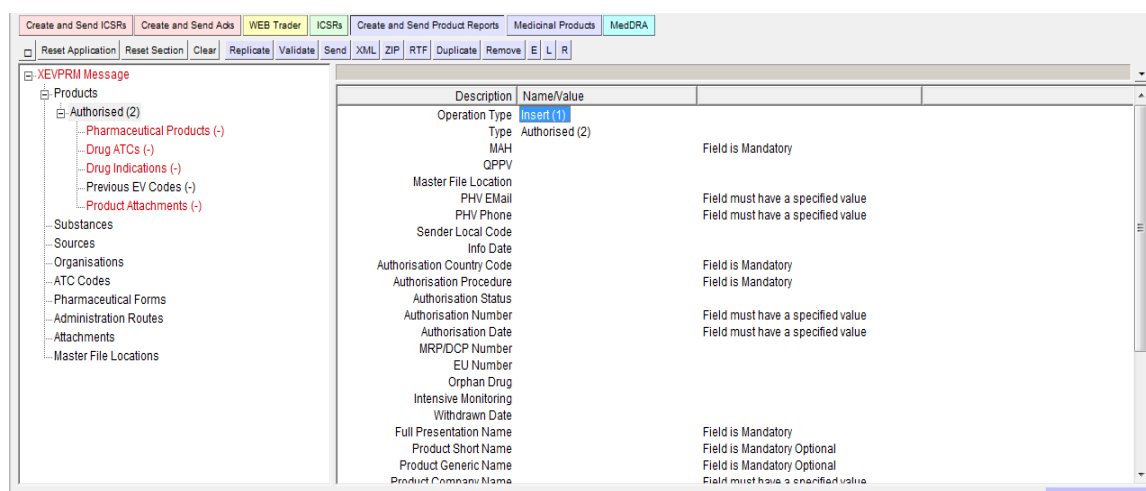 Create and Send ICSRs Create and Send Acks WEB Trader ICSRs Create and Send Product Reports Medicinal Products MedDRA
Reset Application Reset Section Clear Replicate Validate Send XML ZIP RTF Duplicate Remove E L R
XEVPRM Message
Products
Authorised (2)
Pharmaceutical Products (-)
Drug ATCs (-)
Drug Indications (-)
Previous EV Codes (-)
Product Attachments (-)
Substances
Sources
Organisations
ATC Codes
Pharmaceutical Forms
Administration Routes
Attachments
Master File Locations
Description Name/Value
Operation Type Insert (1)
Type Authorised (2)
MAH Field is Mandatory
QPPV
Master File Location
PHV EMail Field must have a specified value
PHV Phone Field must have a specified value
Sender Local Code
Info Date
Authorisation Country Code Field is Mandatory
Authorisation Procedure Field is Mandatory
Authorisation Status
Authorisation Number Field must have a specified value
Authorisation Date Field must have a specified value
MRP/DCP Number
EU Number
Orphan Drug
Intensive Monitoring
Withdrawn Date
Full Presentation Name Field is Mandatory
Product Short Name Field is Mandatory Optional
Product Generic Name Field is Mandatory Optional
Product Company Name Field must have a specified value